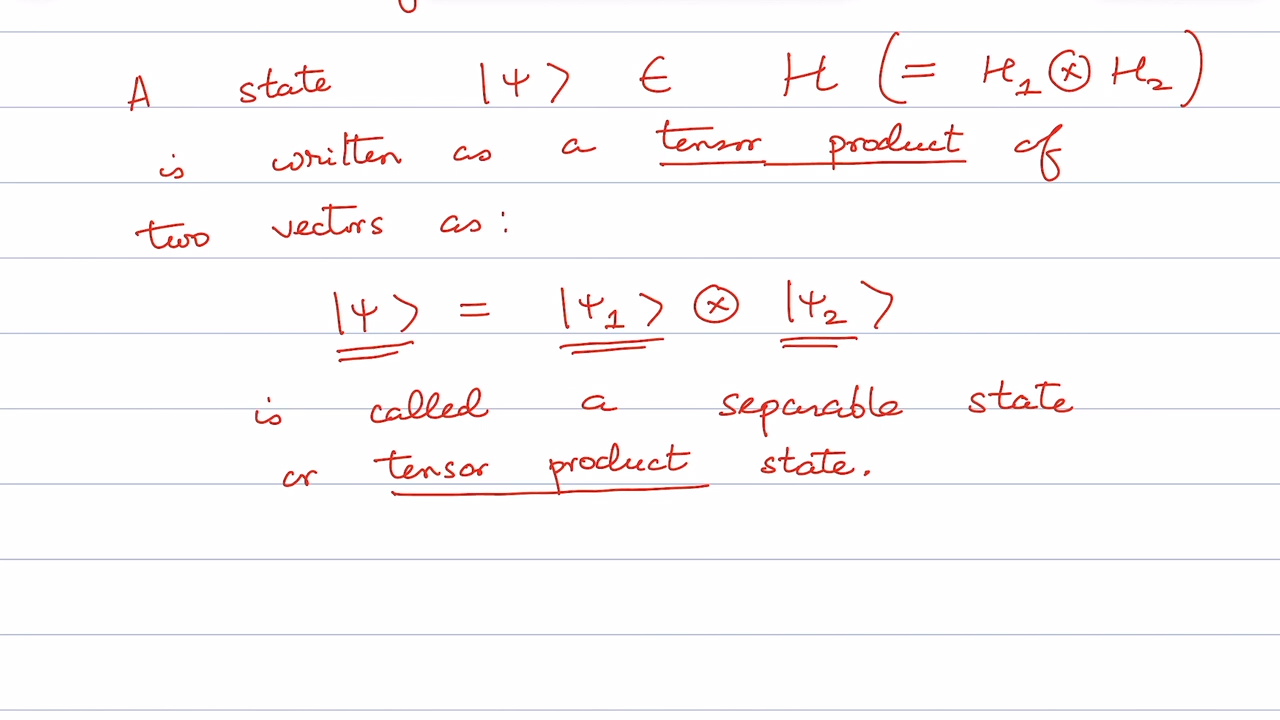 A state |ψ⟩ ∈ H (= H₁ ⊗ H₂)
is written as a tensor product of
two vectors as:
|ψ⟩ = |ψ₁⟩ ⊗ |ψ₂⟩
is called a separable state
or tensor product state.